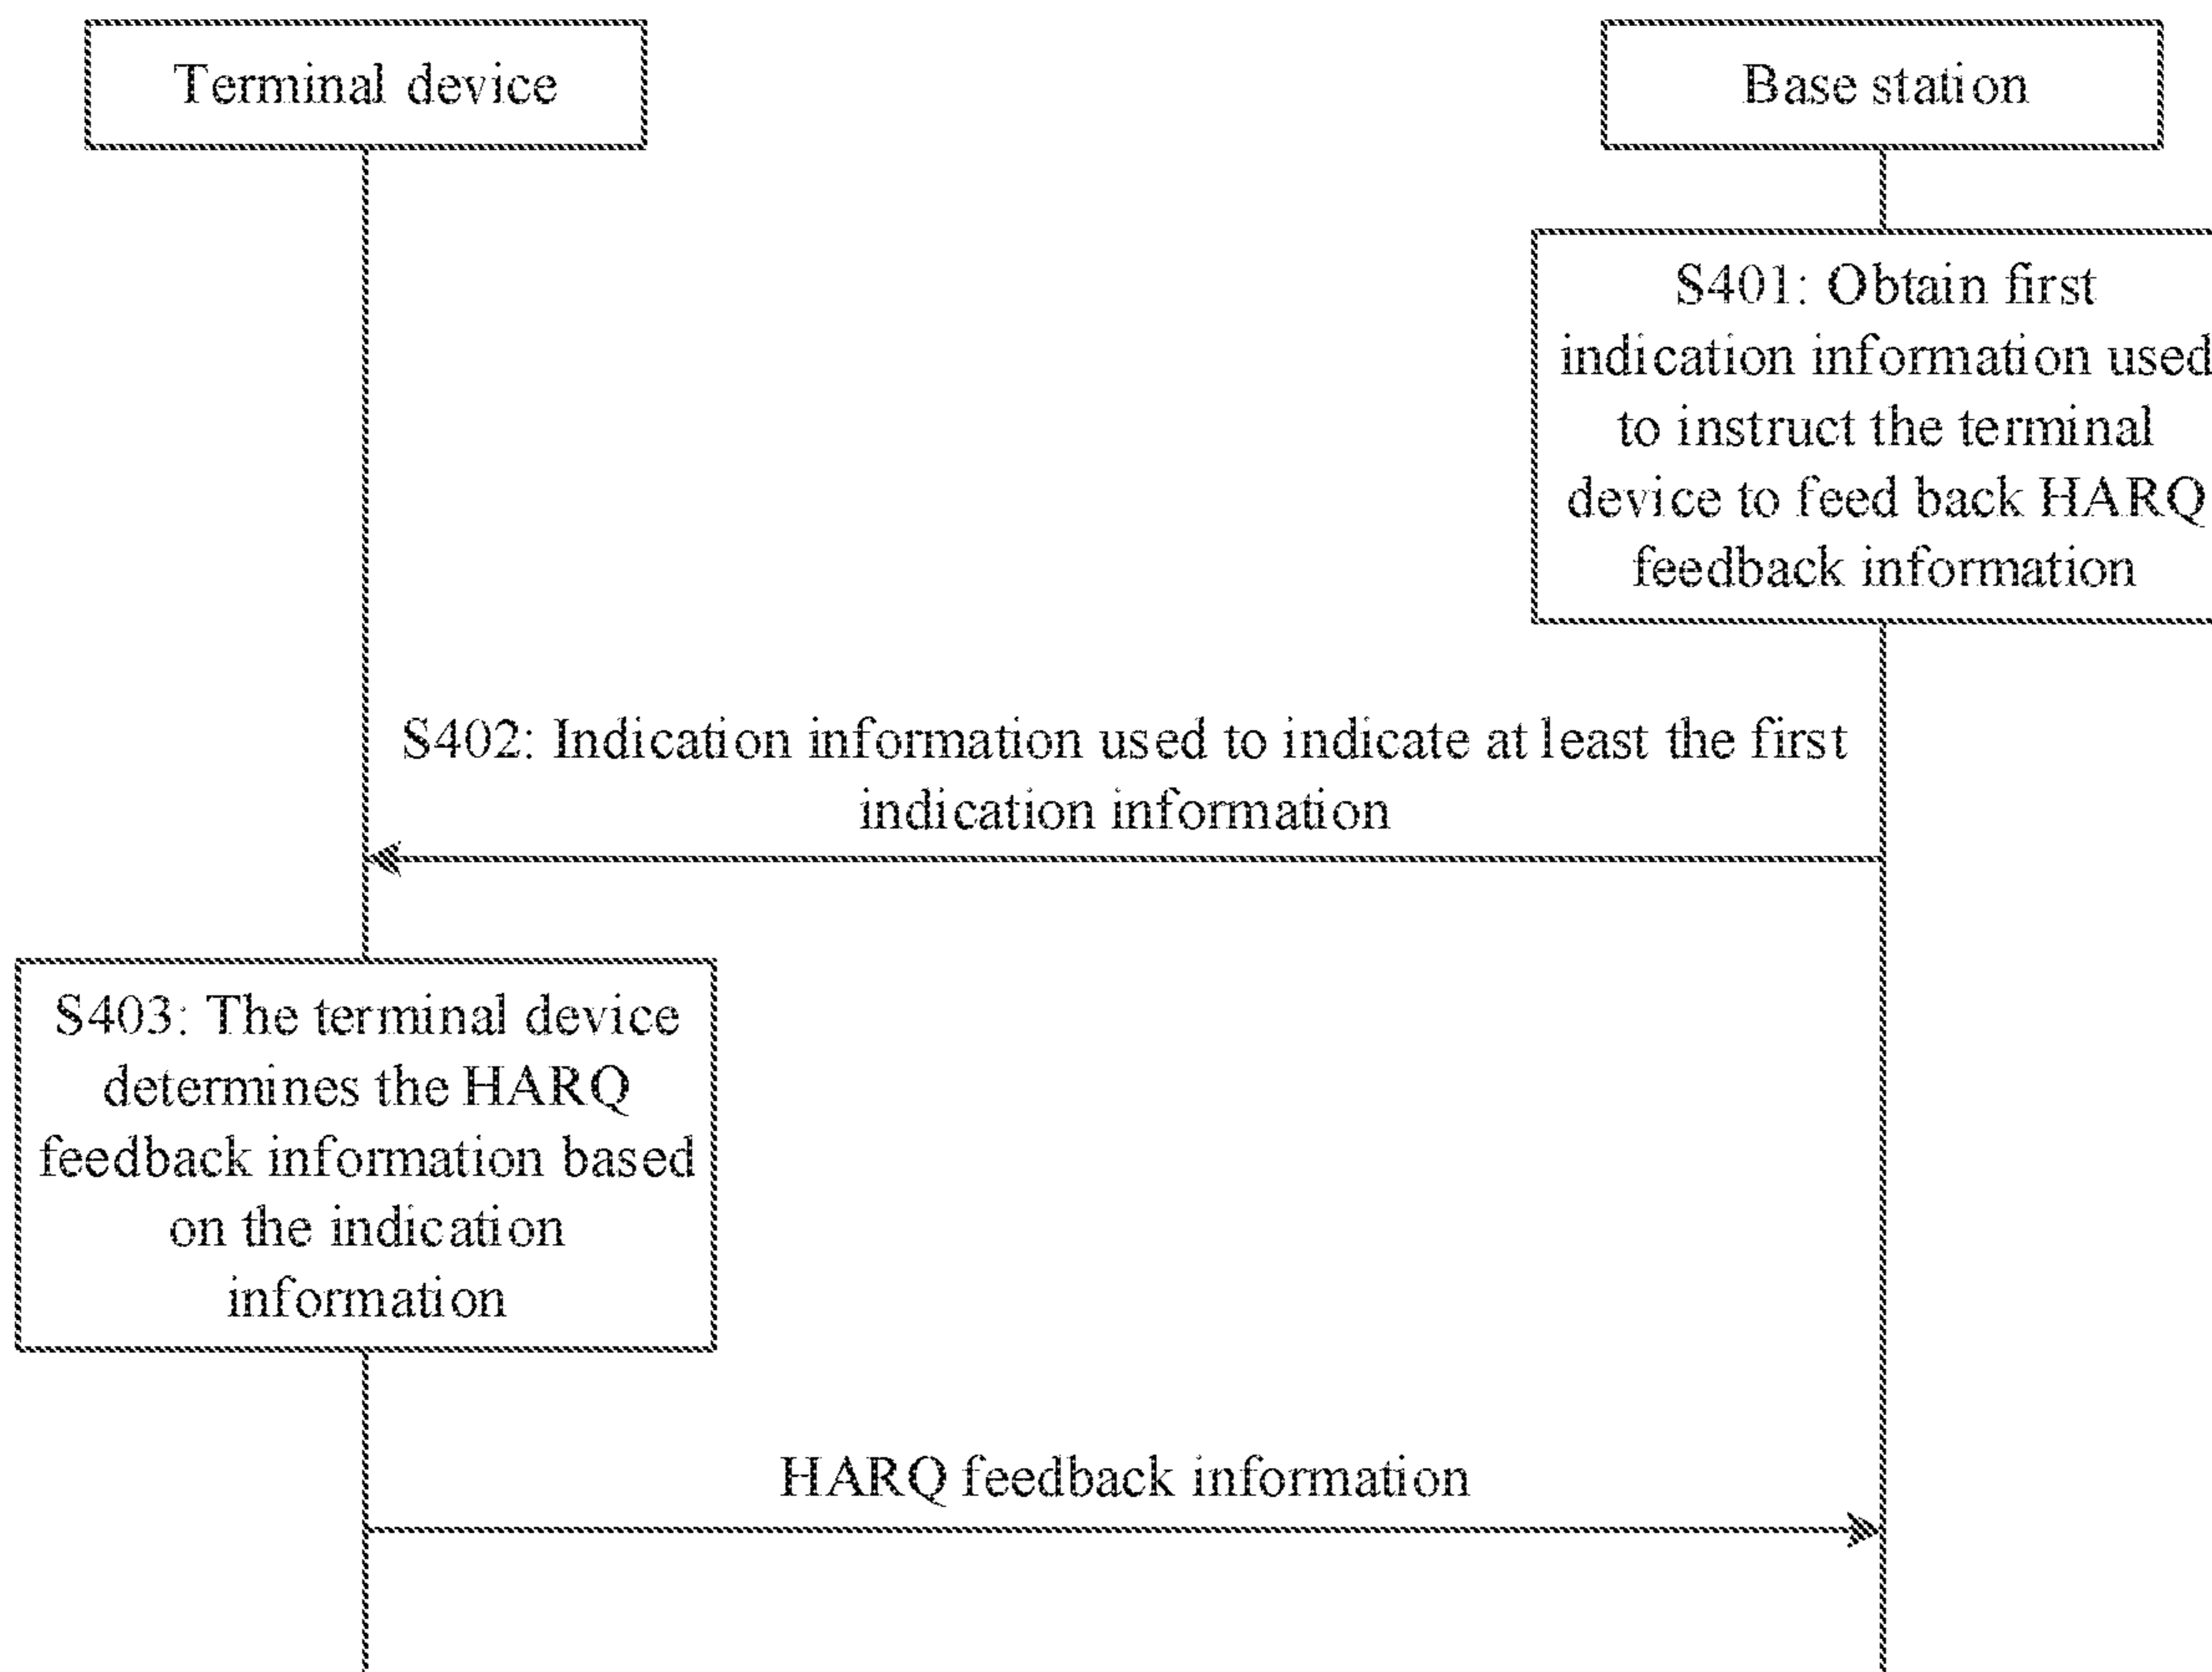 Terminal device
Base station
S401: Obtain first
indication information used
to instruct the terminal
device to feed back HARQ
feedback information
S402: Indication information used to indicate at least the first
indication information
S403: The terminal device
determines the HARQ
feedback information based
on the indication
information
HARQ feedback information